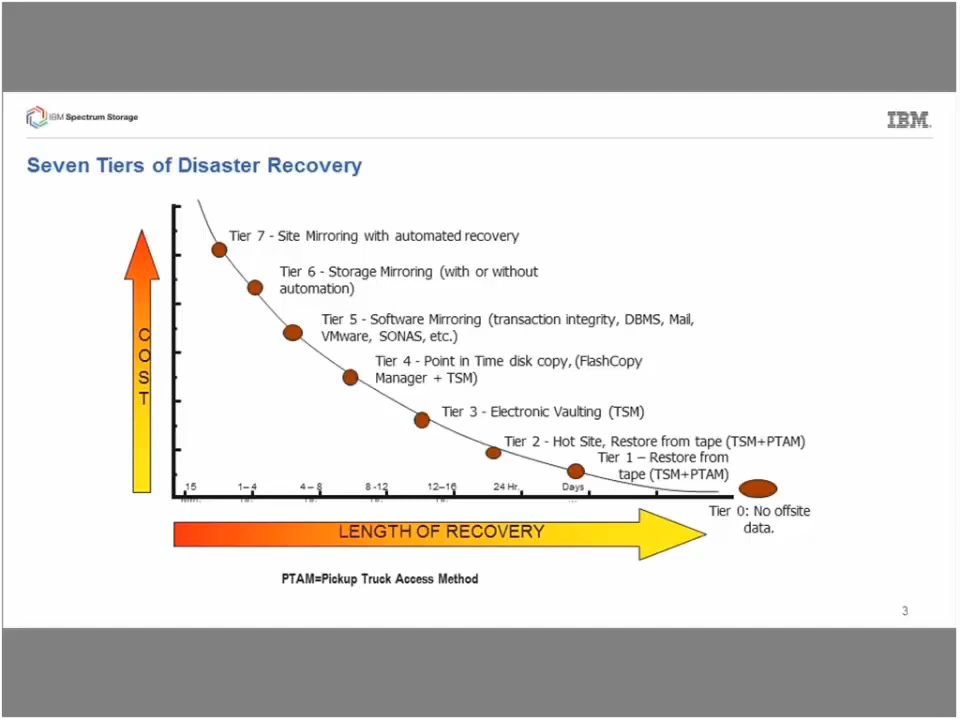 IBM Spectrum Storage
IBM
Seven Tiers of Disaster Recovery
Tier 7 - Site Mirroring with automated recovery
Tier 6 - Storage Mirroring (with or without
automation)
Tier 5 - Software Mirroring (transaction integrity, DBMS, Mail,
VMware, SONAS, etc.)
Tier 4 - Point in Time disk copy, (FlashCopy
Manager + TSM)
Tier 3 - Electronic Vaulting (TSM)
Tier 2 - Hot Site, Restore from tape (TSM+PTAM)
Tier 1 – Restore from
tape (TSM+PTAM)
COST
15
1– 4
4 – 8
8 -12
12–16
24 Hr.
Days
Tier 0: No offsite
data.
LENGTH OF RECOVERY
PTAM=Pickup Truck Access Method
3